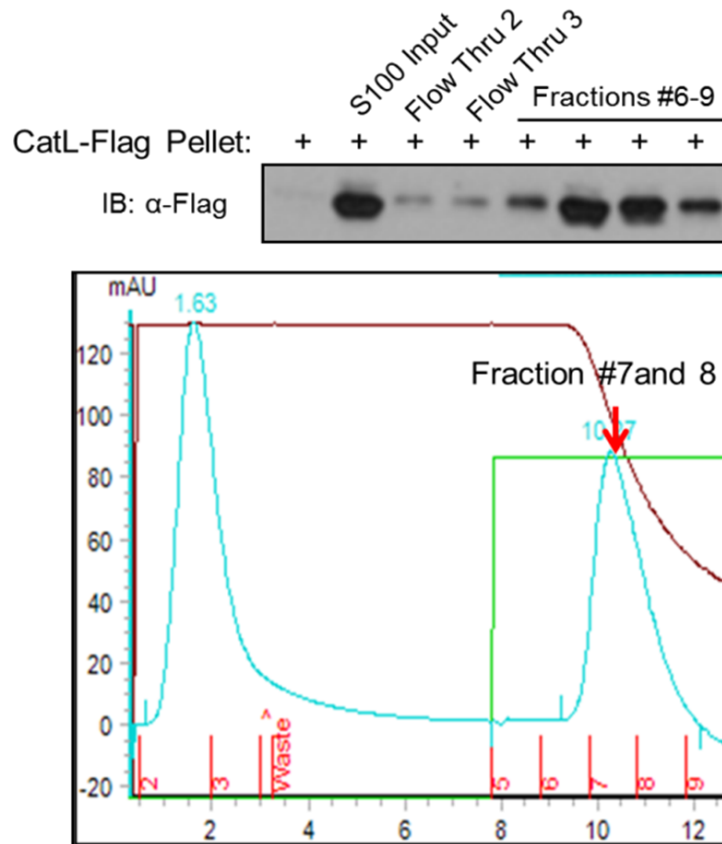 S100 Input
Flow Thru 2
Flow Thru 3
Fractions #6-9
CatL-Flag Pellet: + + + + + + + +
IB: α-Flag
mAU
1.63
120
Fraction #7and 8
100
80
60
40
20
0
-20
2
3
^
Waste
5
6
7
8
9
2 4 6 8 10 12